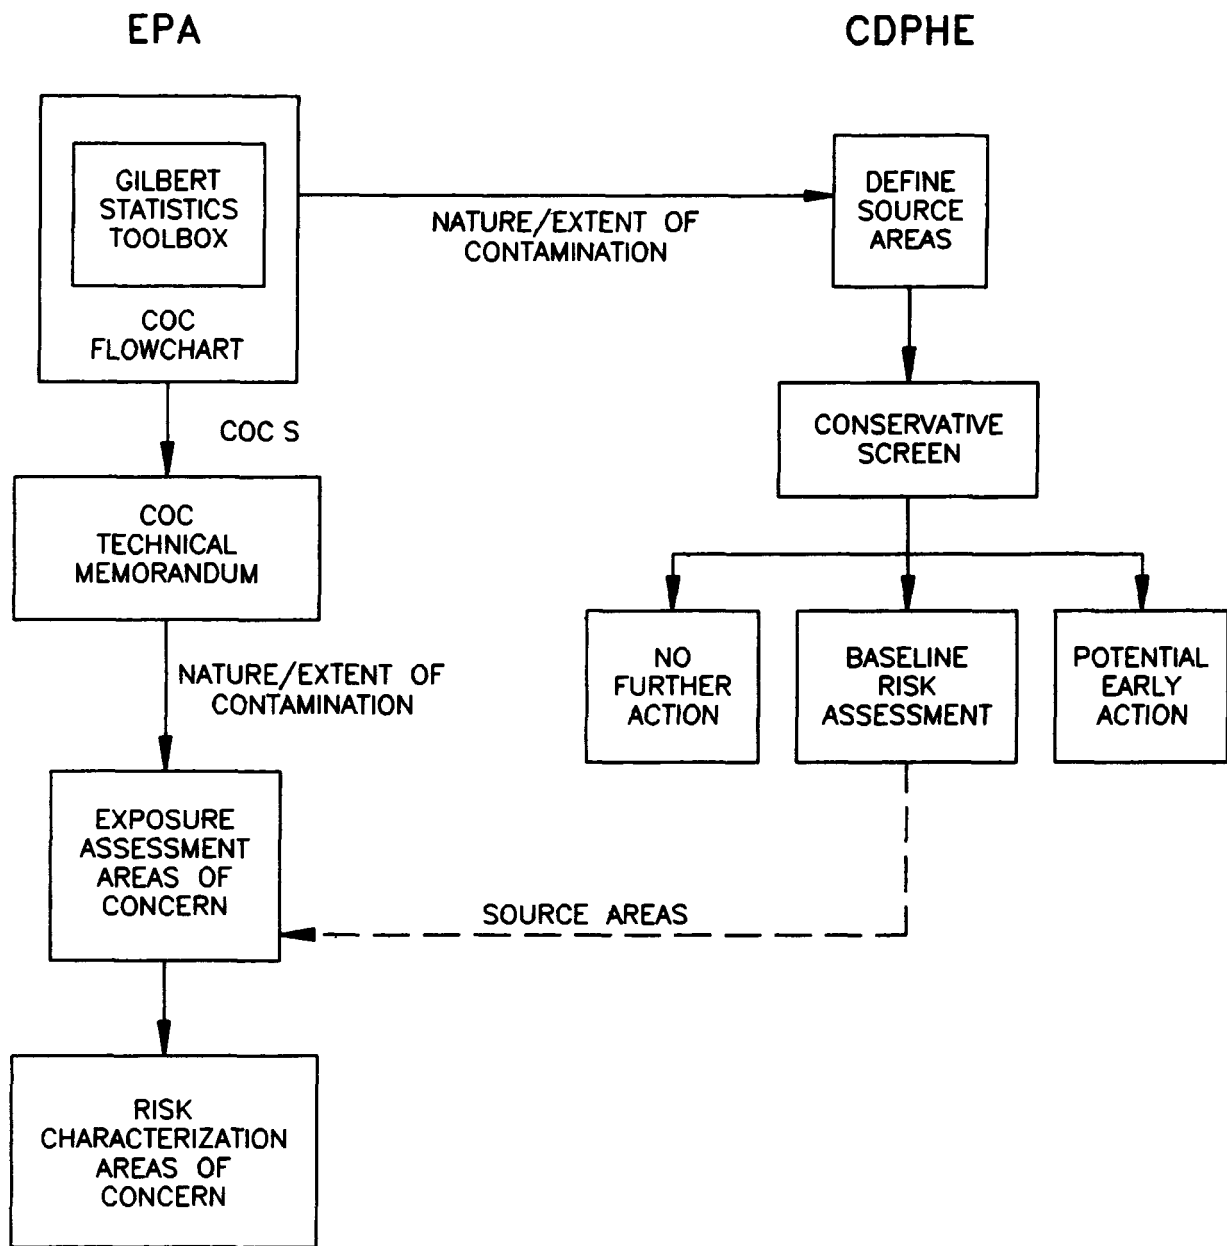 EPA
CDPHE
GILBERT
STATISTICS
TOOLBOX
COC
FLOWCHART
NATURE/EXTENT OF
CONTAMINATION
DEFINE
SOURCE
AREAS
COC S
CONSERVATIVE
SCREEN
COC
TECHNICAL
MEMORANDUM
NO
FURTHER
ACTION
BASELINE
RISK
ASSESSMENT
POTENTIAL
EARLY
ACTION
NATURE/EXTENT OF
CONTAMINATION
EXPOSURE
ASSESSMENT
AREAS OF
CONCERN
SOURCE AREAS
RISK
CHARACTERIZATION
AREAS OF
CONCERN